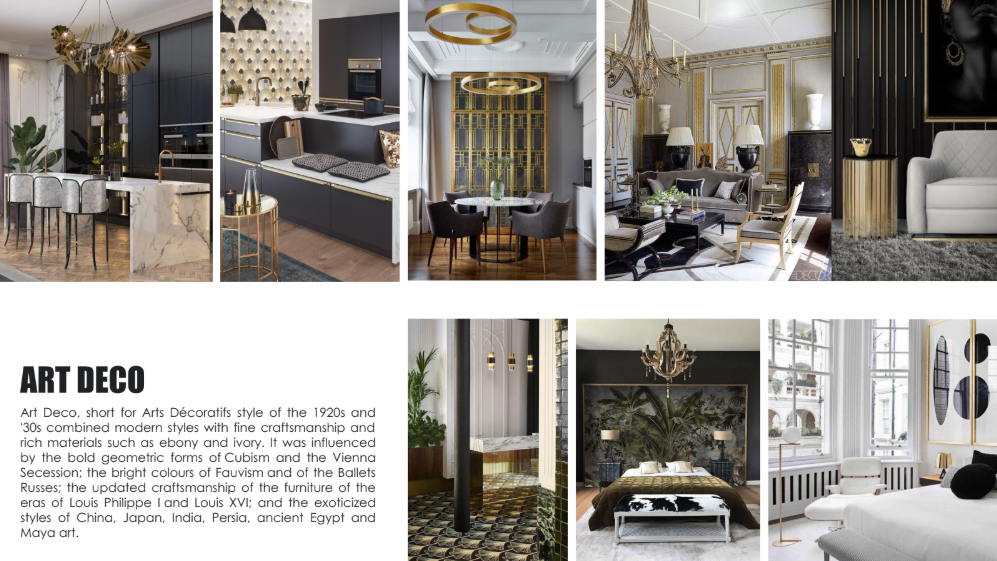 ART DECO
Art Deco, short for Arts Décoratifs style of the 1920s and
'30s combined modern styles with fine craftsmanship and
rich materials such as ebony and ivory. It was influenced
by the bold geometric forms of Cubism and the Vienna
Secession; the bright colours of Fauvism and of the Ballets
Russes; the updated craftsmanship of the furniture of the
eras of Louis Philippe I and Louis XVI; and the exoticized
styles of China, Japan, India, Persia, ancient Egypt and
Maya art.